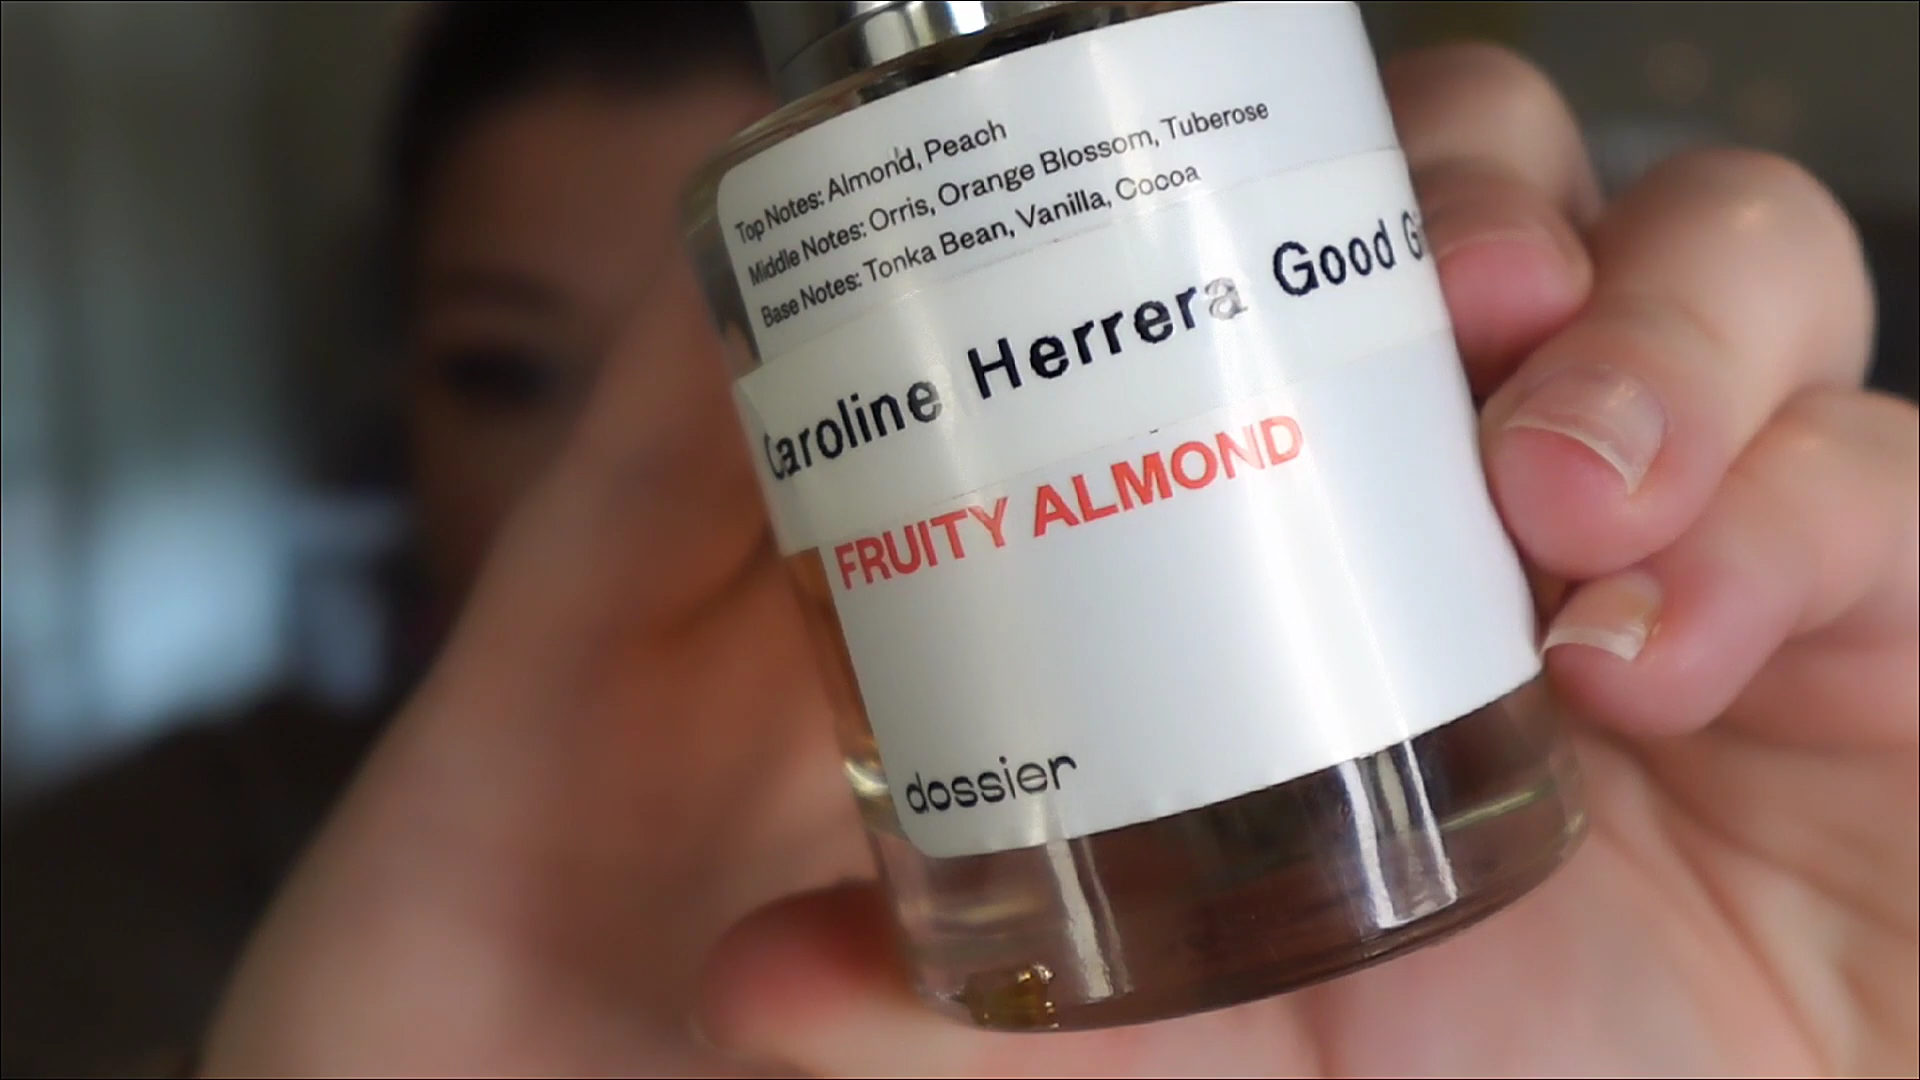 Top Notes: Almond, Peach
Middle Notes: Orris, Orange Blossom, Tuberose
Base Notes: Tonka Bean, Vanilla, Cocoa
Caroline Herrera Good
FRUITY ALMOND
dossier